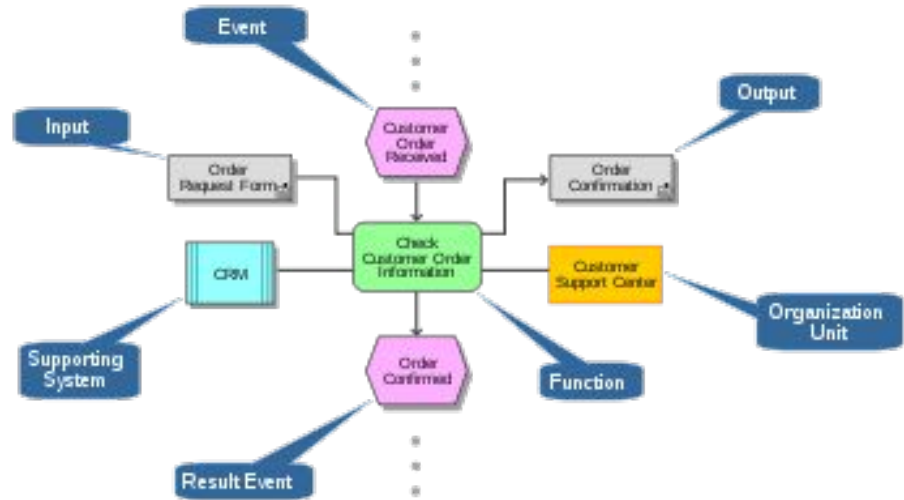 Event
Customer
Order
Received
Output
Input
Order
Request Form
Order
Confirmation
Check
Customer Order
Information
CRM
Customer
Support Center
Organization
Unit
Supporting
System
Order
Confirmed
Function
Result Event